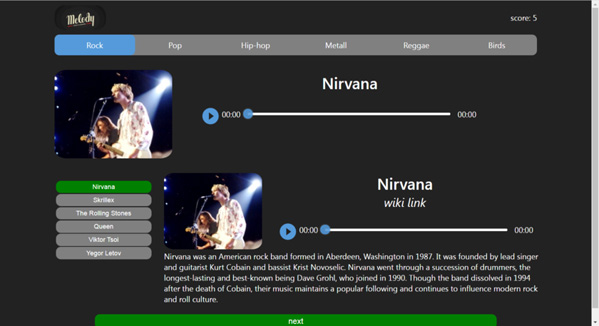 Melody
score: 5
Rock Pop Hip-hop Metall Reggae Birds
Nirvana
00:00 00:00
Nirvana
Skrillex
The Rolling Stones
Queen
Viktor Tsoi
Yegor Letov
Nirvana
wiki link
00:00 00:00
Nirvana was an American rock band formed in Aberdeen, Washington in 1987. It was founded by lead singer
and guitarist Kurt Cobain and bassist Krist Novoselic. Nirvana went through a succession of drummers, the
longest-lasting and best-known being Dave Grohl, who joined in 1990. Though the band dissolved in 1994
after the death of Cobain, their music maintains a popular following and continues to influence modern rock
and roll culture.
next